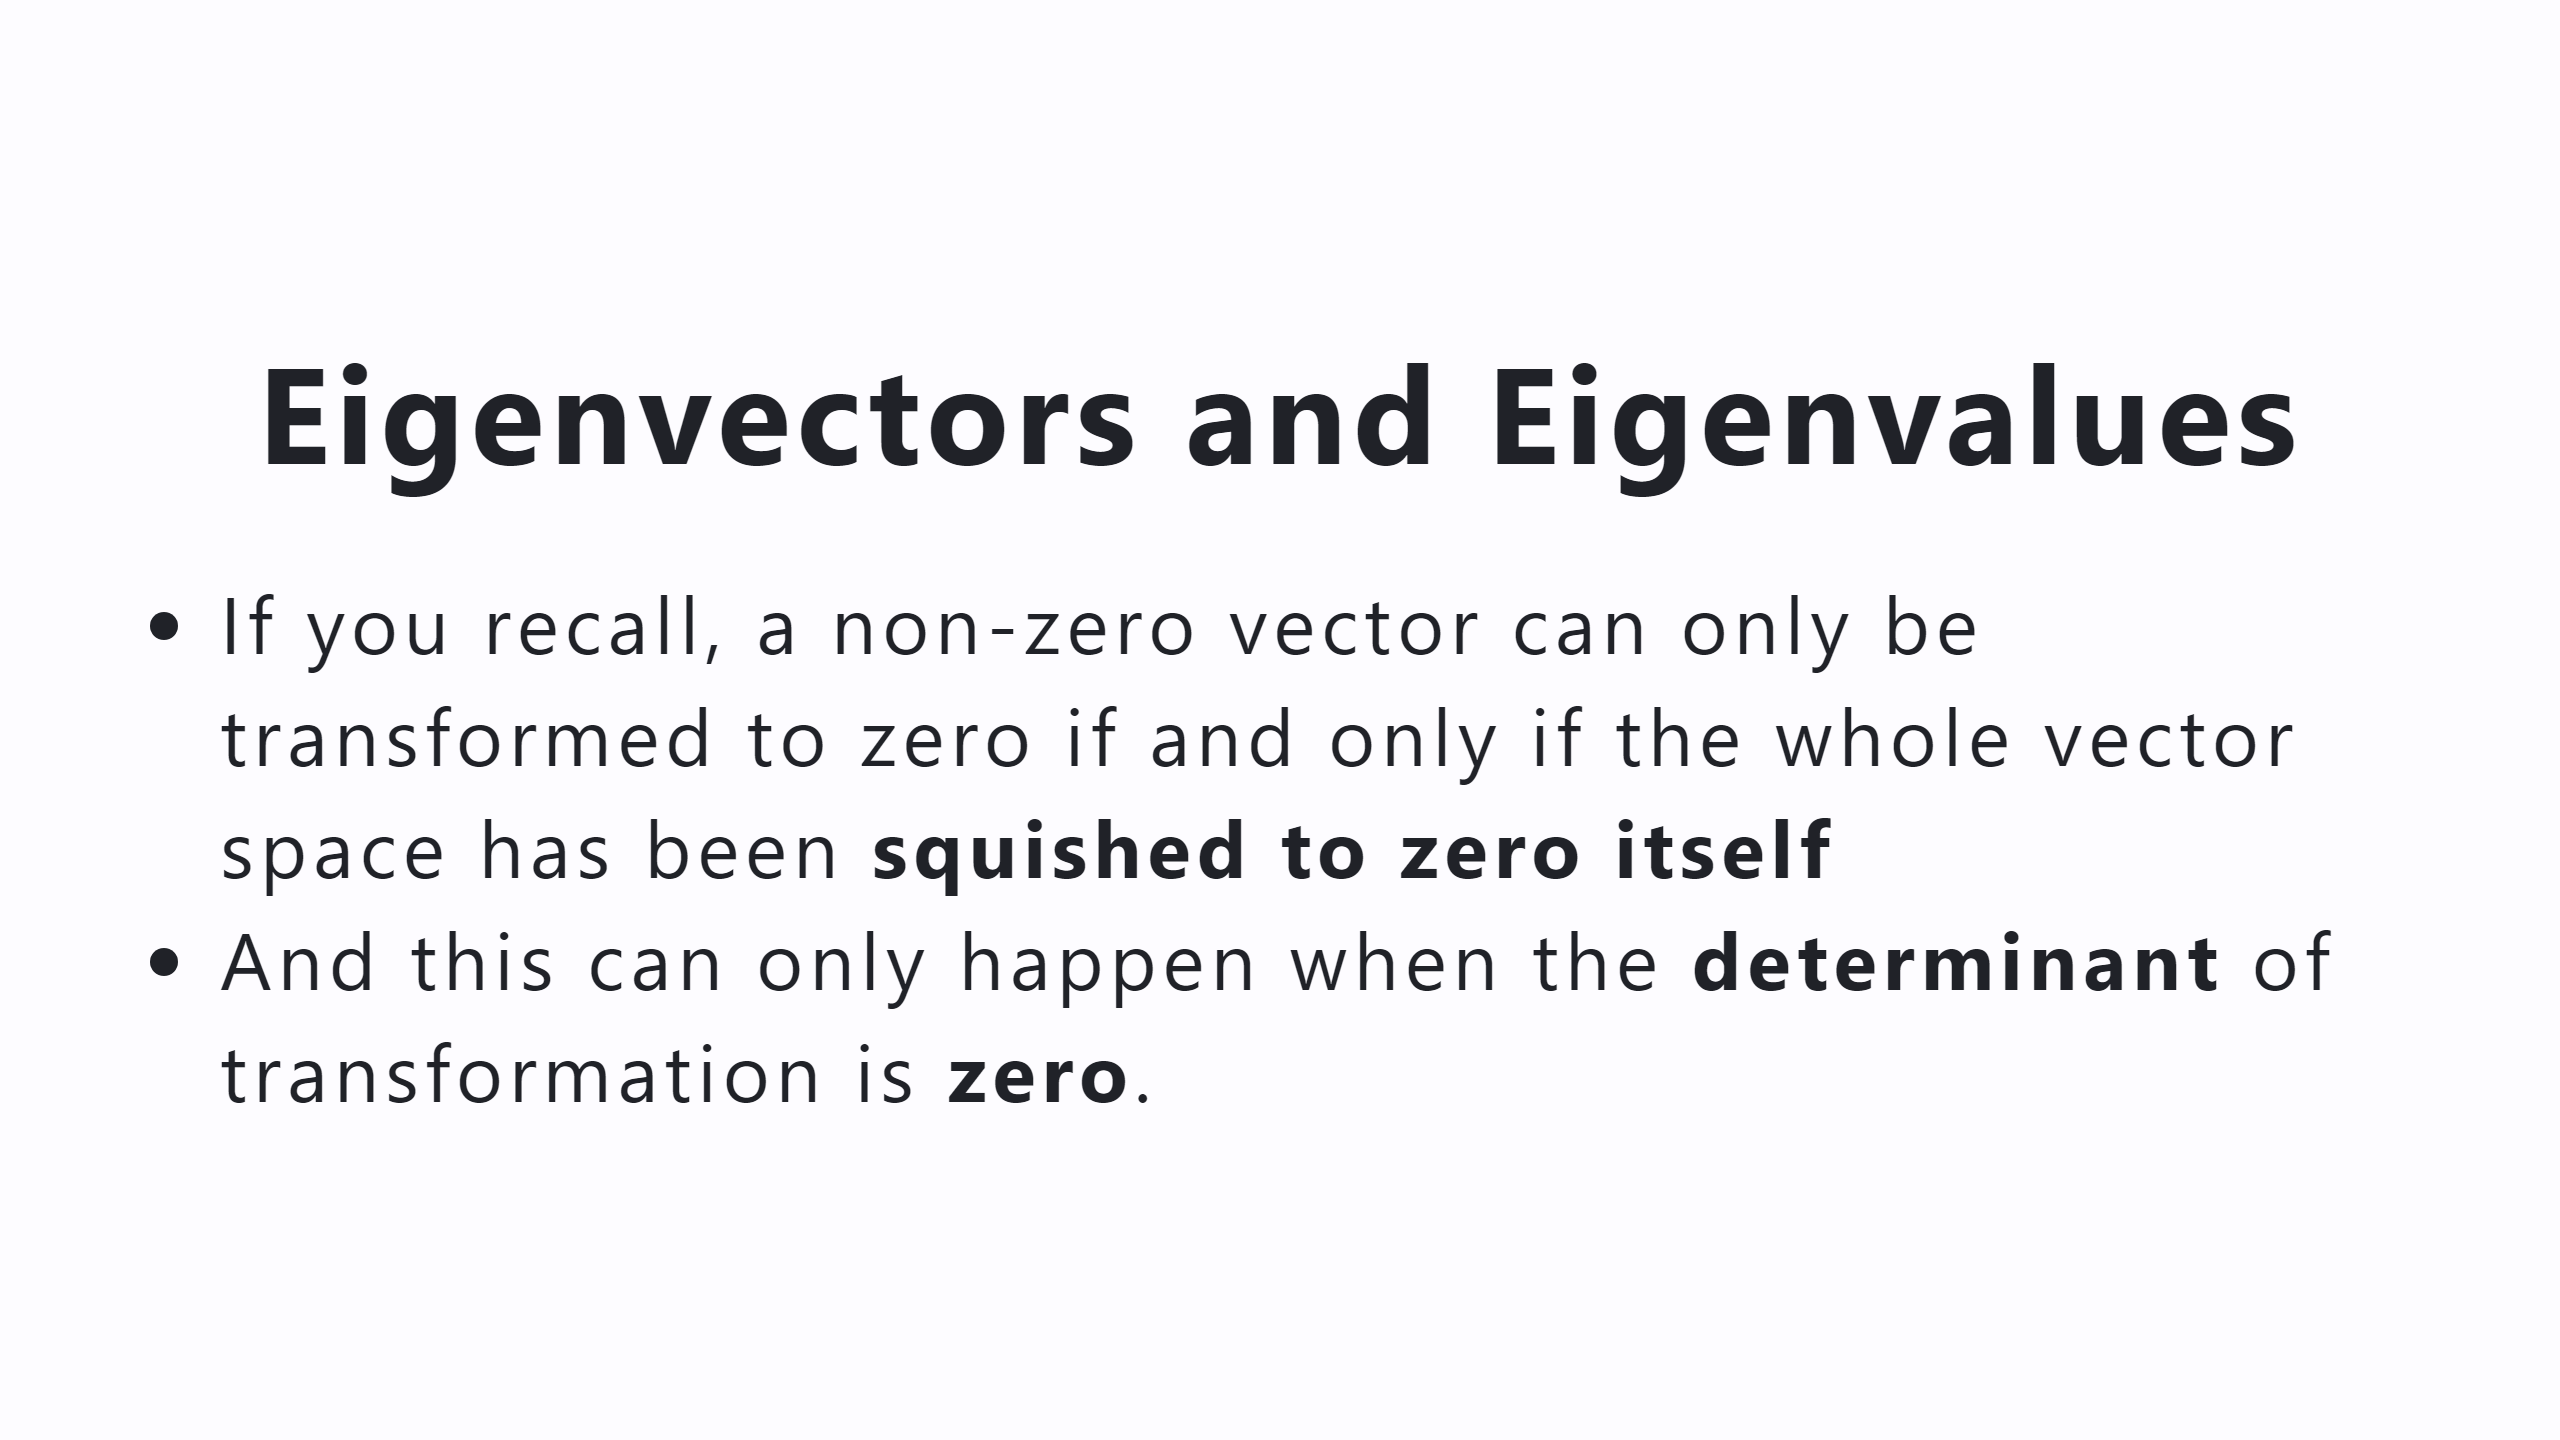 Eigenvectors and Eigenvalues
• If you recall, a non-zero vector can only be
transformed to zero if and only if the whole vector
space has been squished to zero itself
• And this can only happen when the determinant of
transformation is zero.